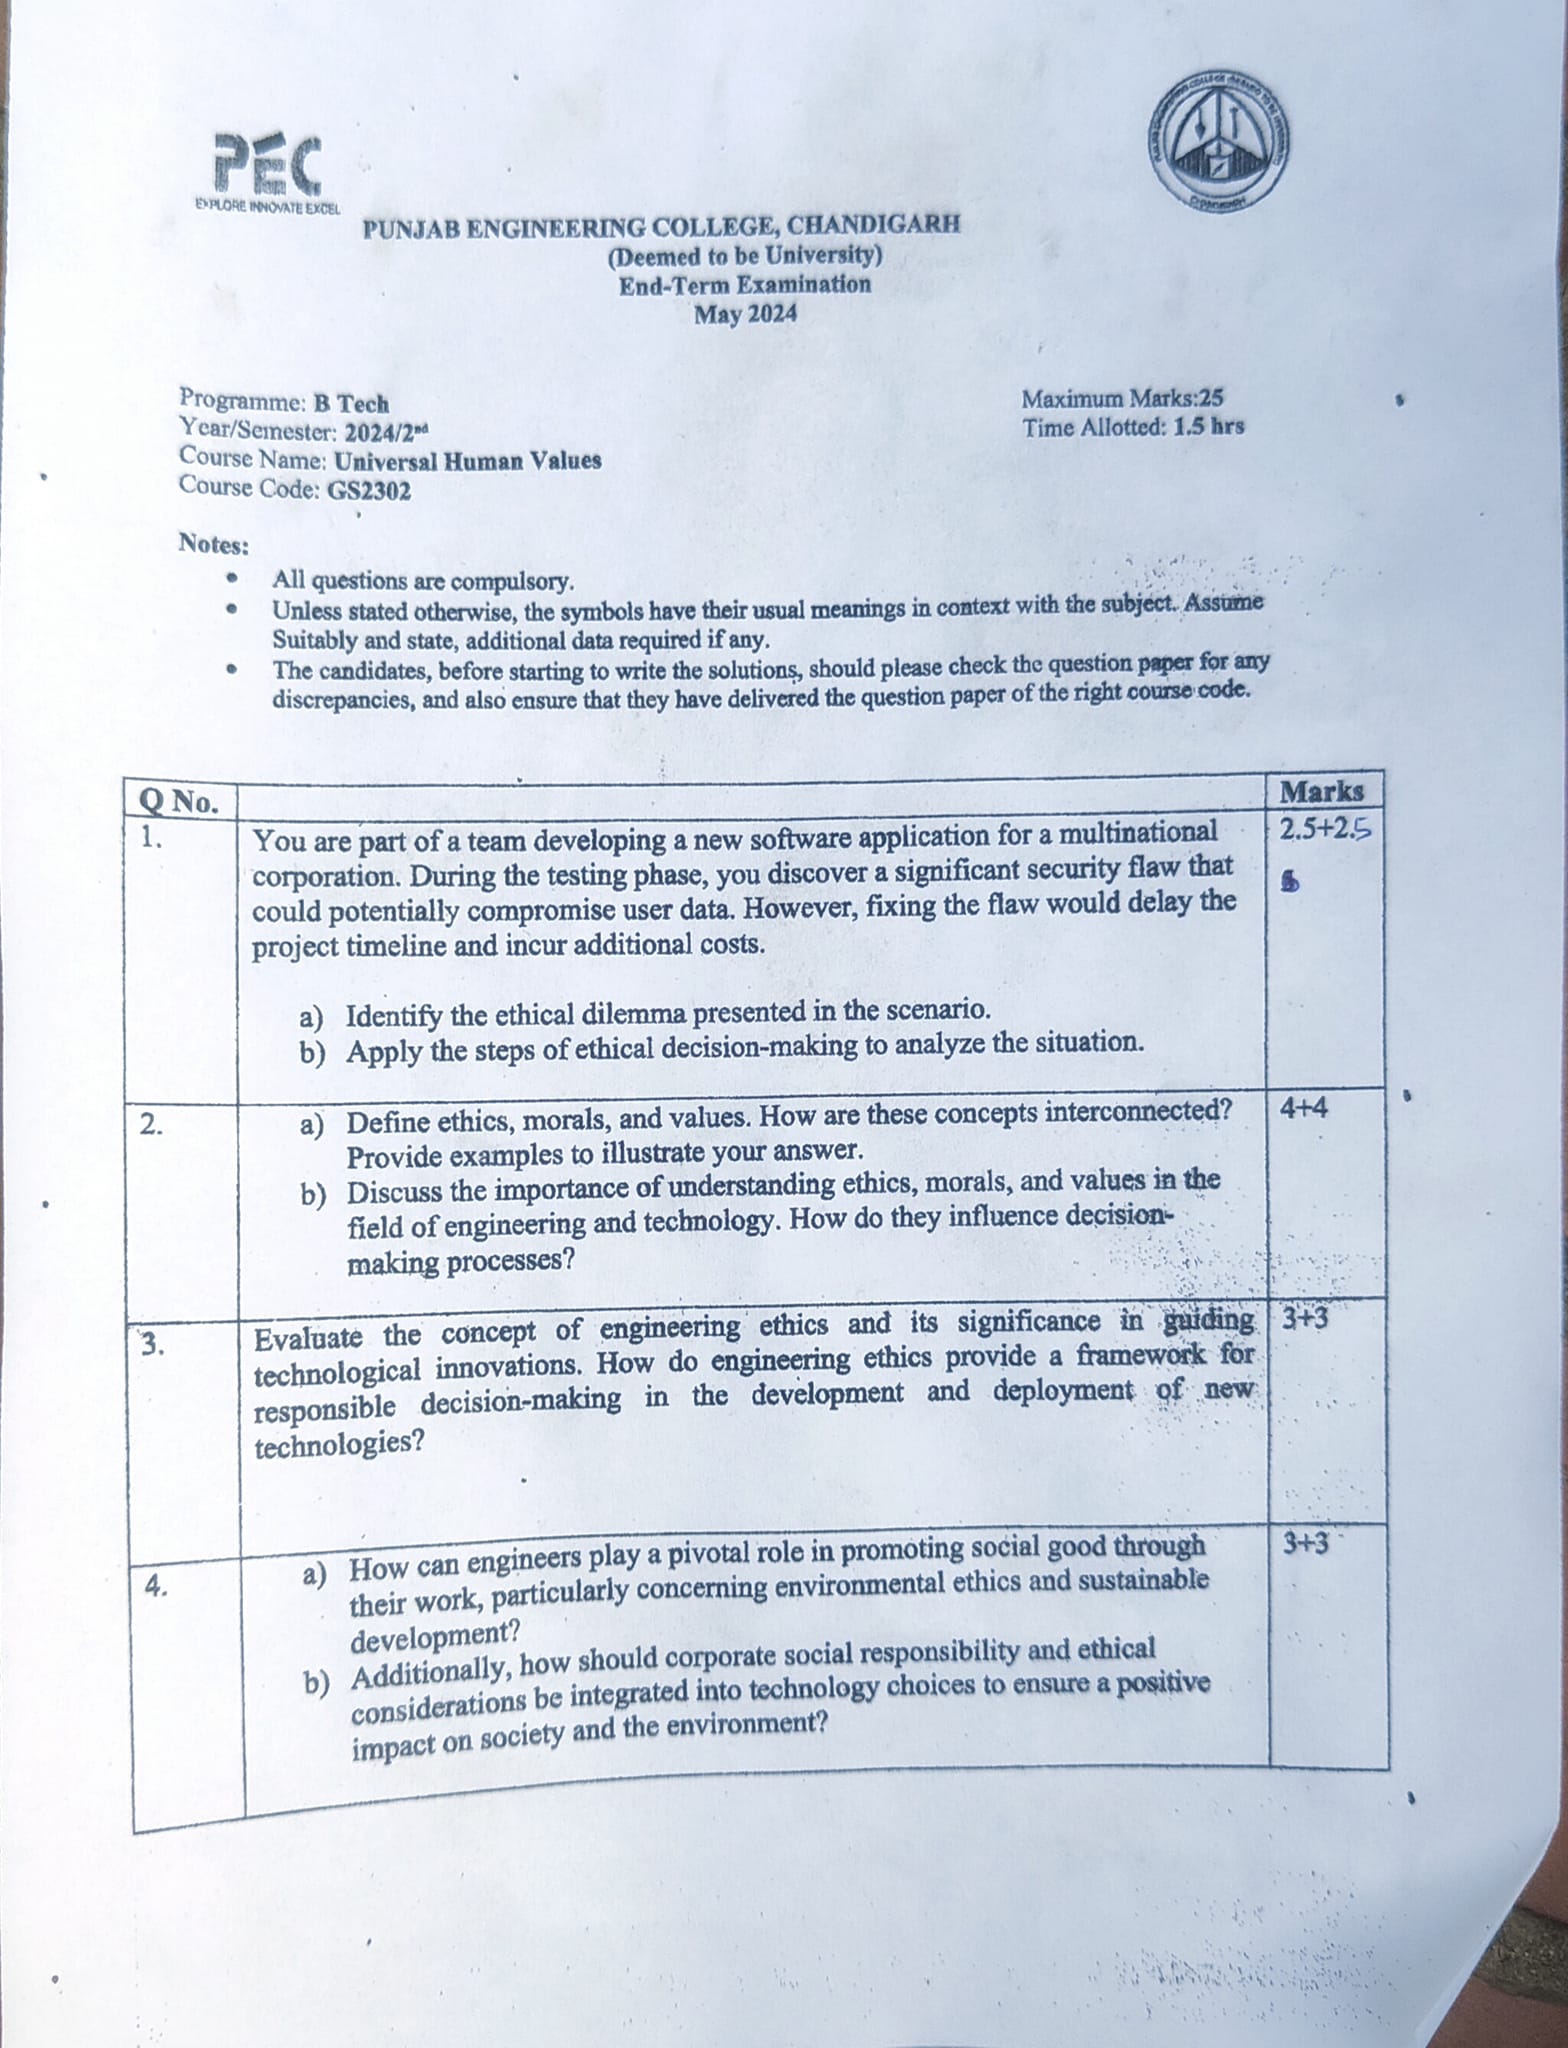 PEC
EXPLORE INNOVATE EXCEL
PUNJAB ENGINEERING COLLEGE, CHANDIGARH
(Deemed to be University)
End-Term Examination
May 2024
Programme: B Tech
Maximum Marks:25
Year/Semester: 2024/2nd
Time Allotted: 1.5 hrs
Course Name: Universal Human Values
Course Code: GS2302
Notes:
• All questions are compulsory.
• Unless stated otherwise, the symbols have their usual meanings in context with the subject. Assume
Suitably and state, additional data required if any.
• The candidates, before starting to write the solutions, should please check the question paper for any
discrepancies, and also ensure that they have delivered the question paper of the right course code.
Q No. Marks
1. You are part of a team developing a new software application for a multinational 2.5+2.5
corporation. During the testing phase, you discover a significant security flaw that
could potentially compromise user data. However, fixing the flaw would delay the
project timeline and incur additional costs.
a) Identify the ethical dilemma presented in the scenario.
b) Apply the steps of ethical decision-making to analyze the situation.
2. a) Define ethics, morals, and values. How are these concepts interconnected? 4+4
Provide examples to illustrate your answer.
b) Discuss the importance of understanding ethics, morals, and values in the
field of engineering and technology. How do they influence decision-
making processes?
3. Evaluate the concept of engineering ethics and its significance in guiding 3+3
technological innovations. How do engineering ethics provide a framework for
responsible decision-making in the development and deployment of new
technologies?
4. a) How can engineers play a pivotal role in promoting social good through 3+3
their work, particularly concerning environmental ethics and sustainable
development?
b) Additionally, how should corporate social responsibility and ethical
considerations be integrated into technology choices to ensure a positive
impact on society and the environment?